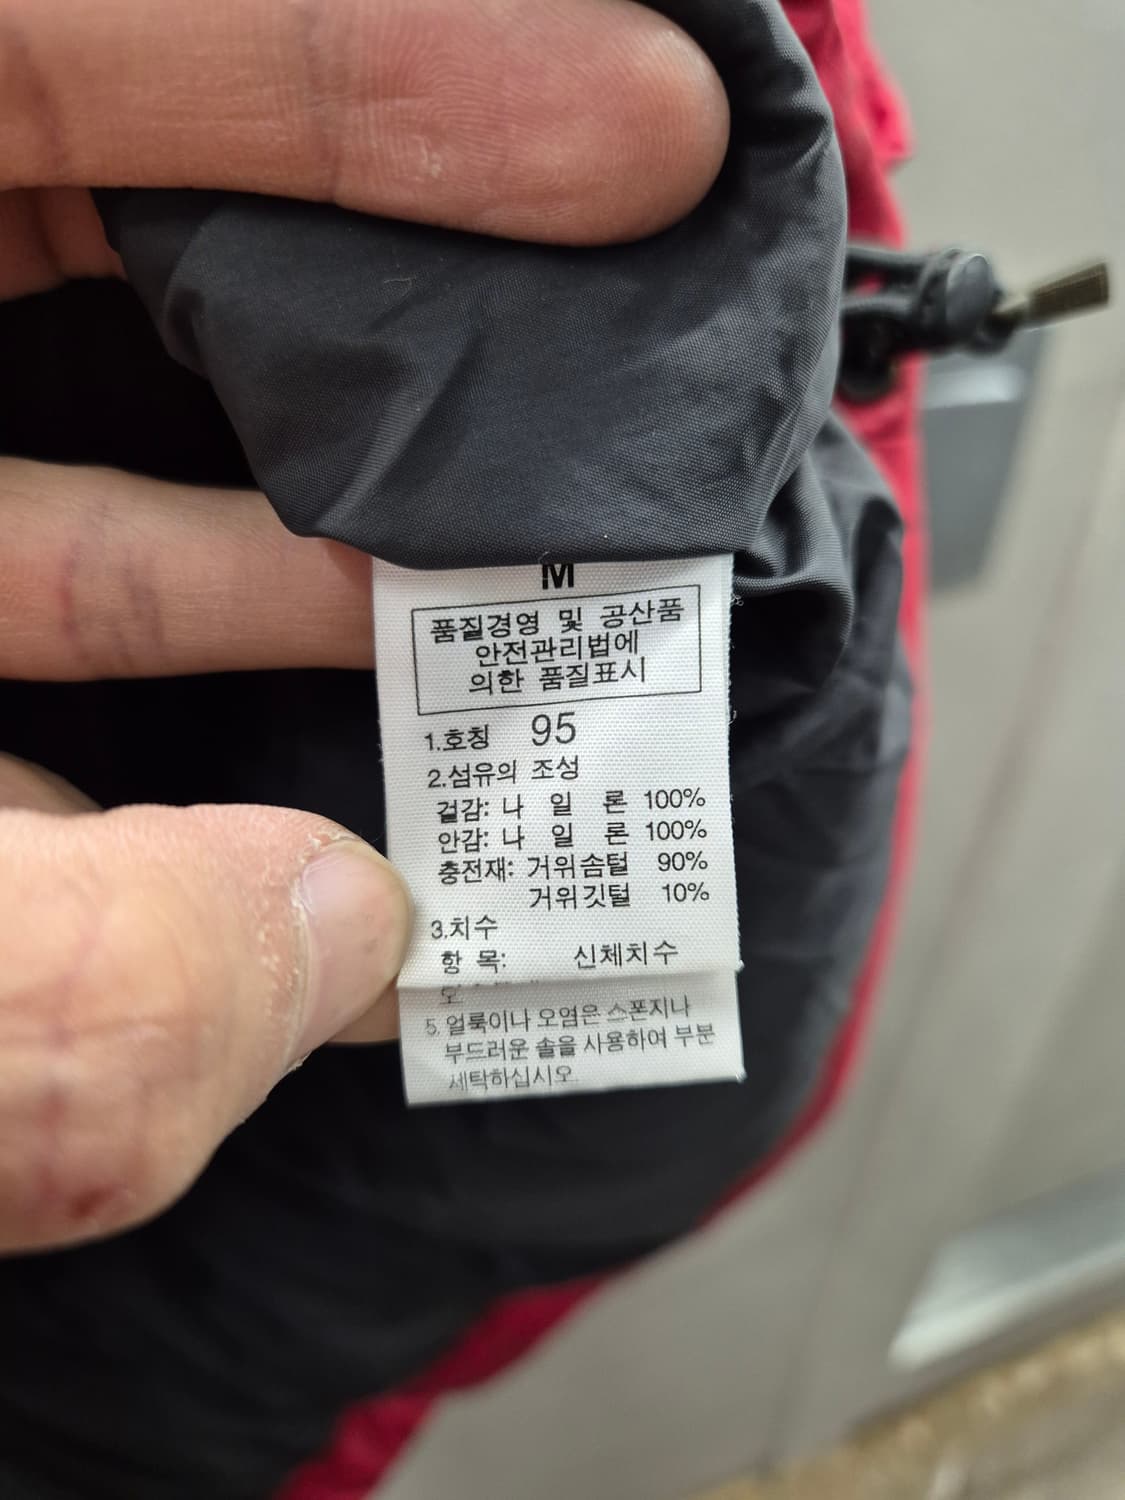 M
품질경영 및 공산품
안전관리법에
의한 품질표시
1.호칭 95
2.섬유의 조성
겉감: 나 일 론 100%
안감: 나 일 론 100%
충전재: 거위솜털 90%
거위깃털 10%
3.치수
항 목: 신체치수
5. 얼룩이나 오염은 스폰지나
부드러운 솔을 사용하여 부분
세탁하십시오.